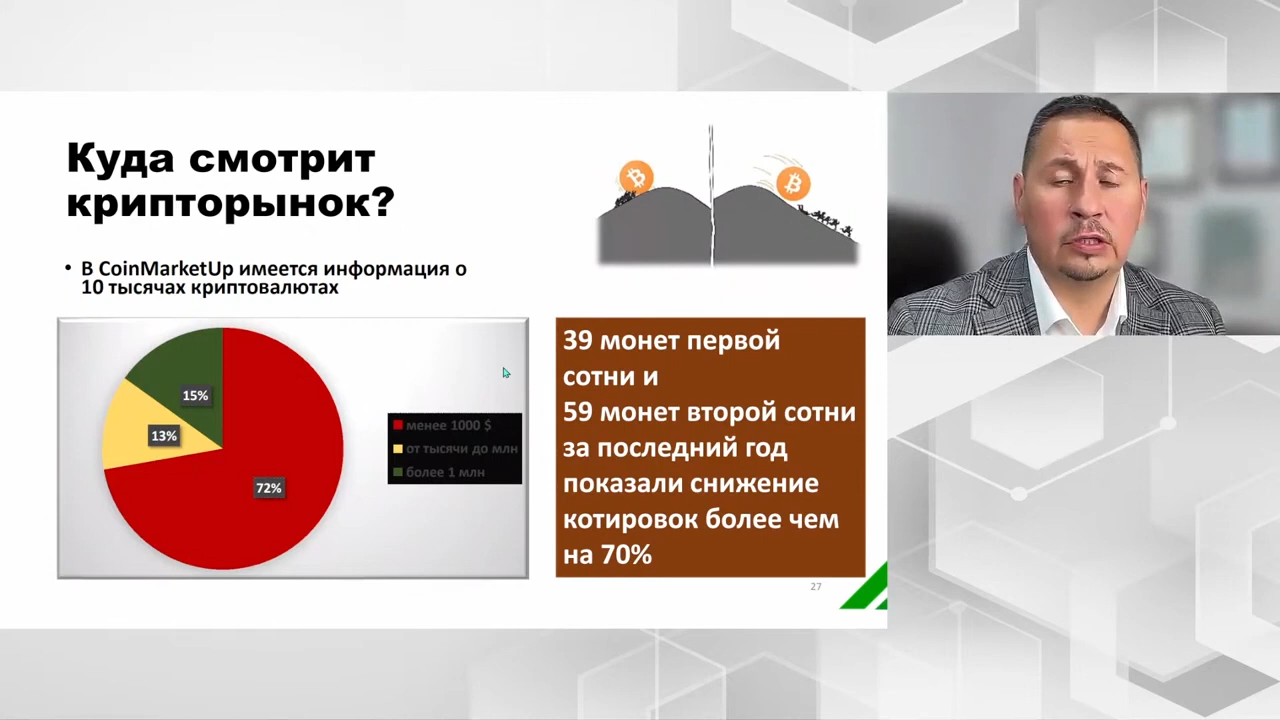 Куда смотрит
крипторынок?
• В CoinMarketUp имеется информация о
10 тысячах криптовалютах
15%
13%
72%
менее 1000 $
от тысячи до млн
более 1 млн
39 монет первой
сотни и
59 монет второй сотни
за последний год
показали снижение
котировок более чем
на 70%
27